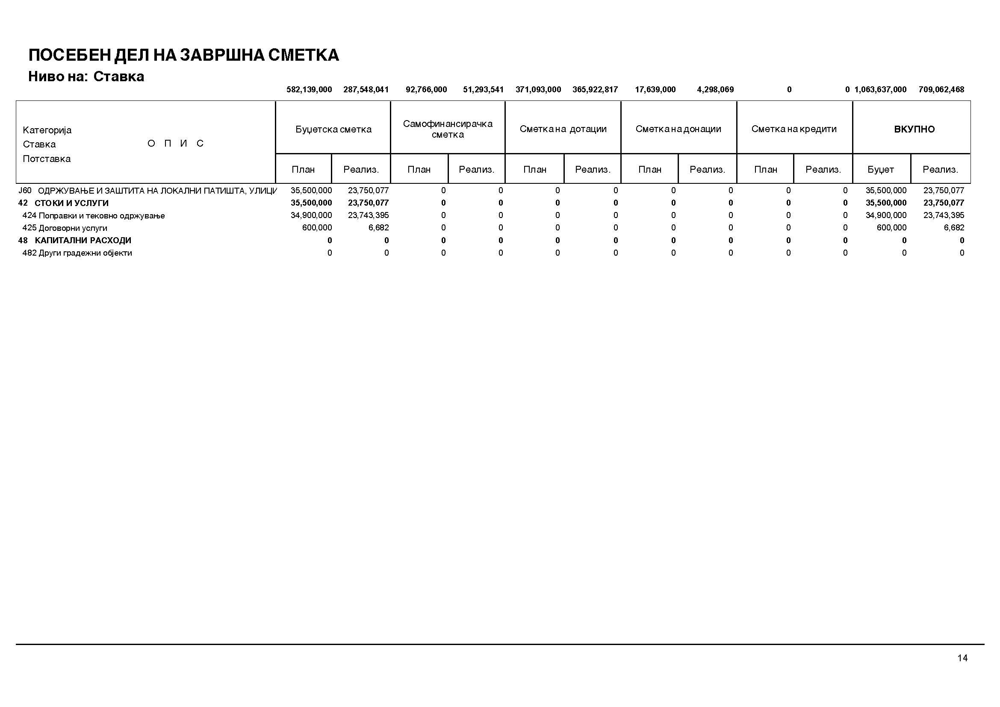 ПОСЕБЕН ДЕЛ НА ЗАВРШНА СМЕТКА
Ниво на: Ставка
582,139,000 287,548,041 92,766,000 51,293,541 371,093,000 365,922,817 17,639,000 4,298,069 0 0 1,063,637,000 709,062,468
Категорија
Ставка
Потставка
О П И С
Буџетска сметка
Самофинансирачка
сметка
Сметка на дотации
Сметка на донации
Сметка на кредити
ВКУПНО
План Реализ. План Реализ. План Реализ. План Реализ. План Реализ. Буџет Реализ.
Ј60 ОДРЖУВАЊЕ И ЗАШТИТА НА ЛОКАЛНИ ПАТИШТА, УЛИЦИ 35,500,000 23,750,077 0 0 0 0 0 0 0 0 35,500,000 23,750,077
42 СТОКИ И УСЛУГИ 35,500,000 23,750,077 0 0 0 0 0 0 0 0 35,500,000 23,750,077
424 Поправки и тековно одржување 34,900,000 23,743,395 0 0 0 0 0 0 0 0 34,900,000 23,743,395
425 Договорни услуги 600,000 6,682 0 0 0 0 0 0 0 0 600,000 6,682
48 КАПИТАЛНИ РАСХОДИ 0 0 0 0 0 0 0 0 0 0 0 0
482 Други градежни објекти 0 0 0 0 0 0 0 0 0 0 0 0
14